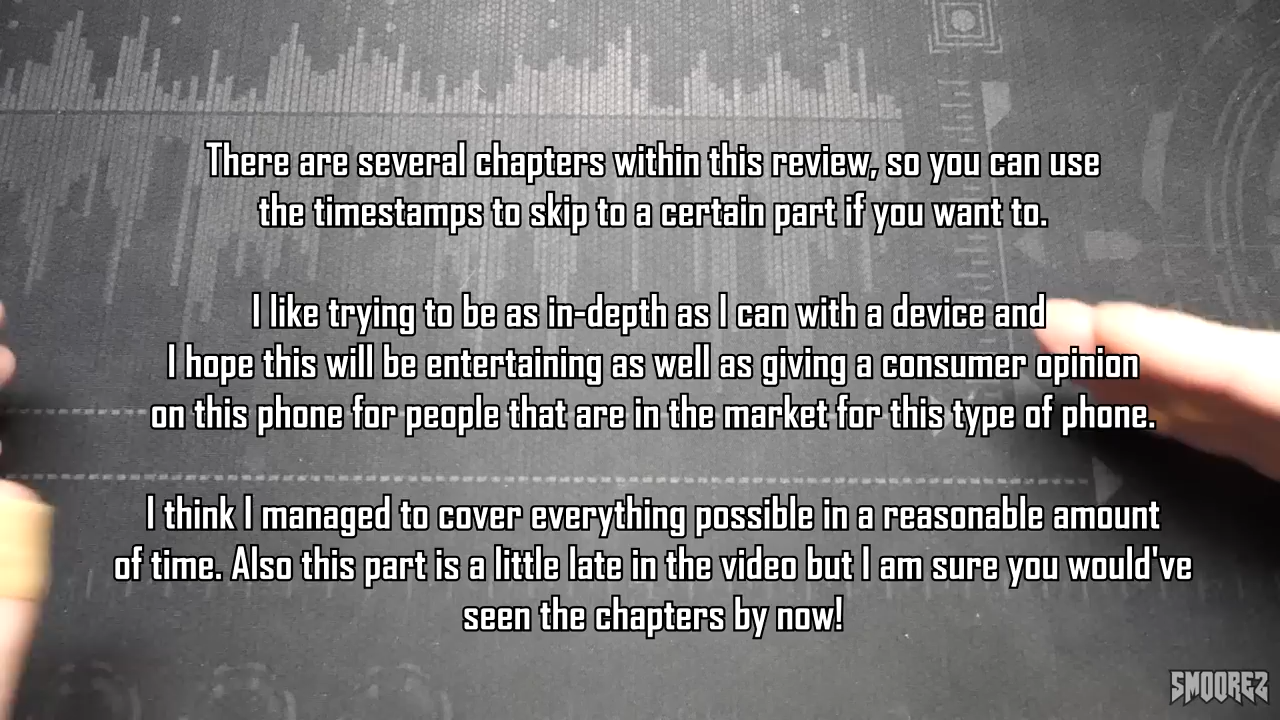 There are several chapters within this review, so you can use
the timestamps to skip to a certain part if you want to.
I like trying to be as in-depth as I can with a device and
I hope this will be entertaining as well as giving a consumer opinion
on this phone for people that are in the market for this type of phone.
I think I managed to cover everything possible in a reasonable amount
of time. Also this part is a little late in the video but I am sure you would've
seen the chapters by now!
SMOOREZ